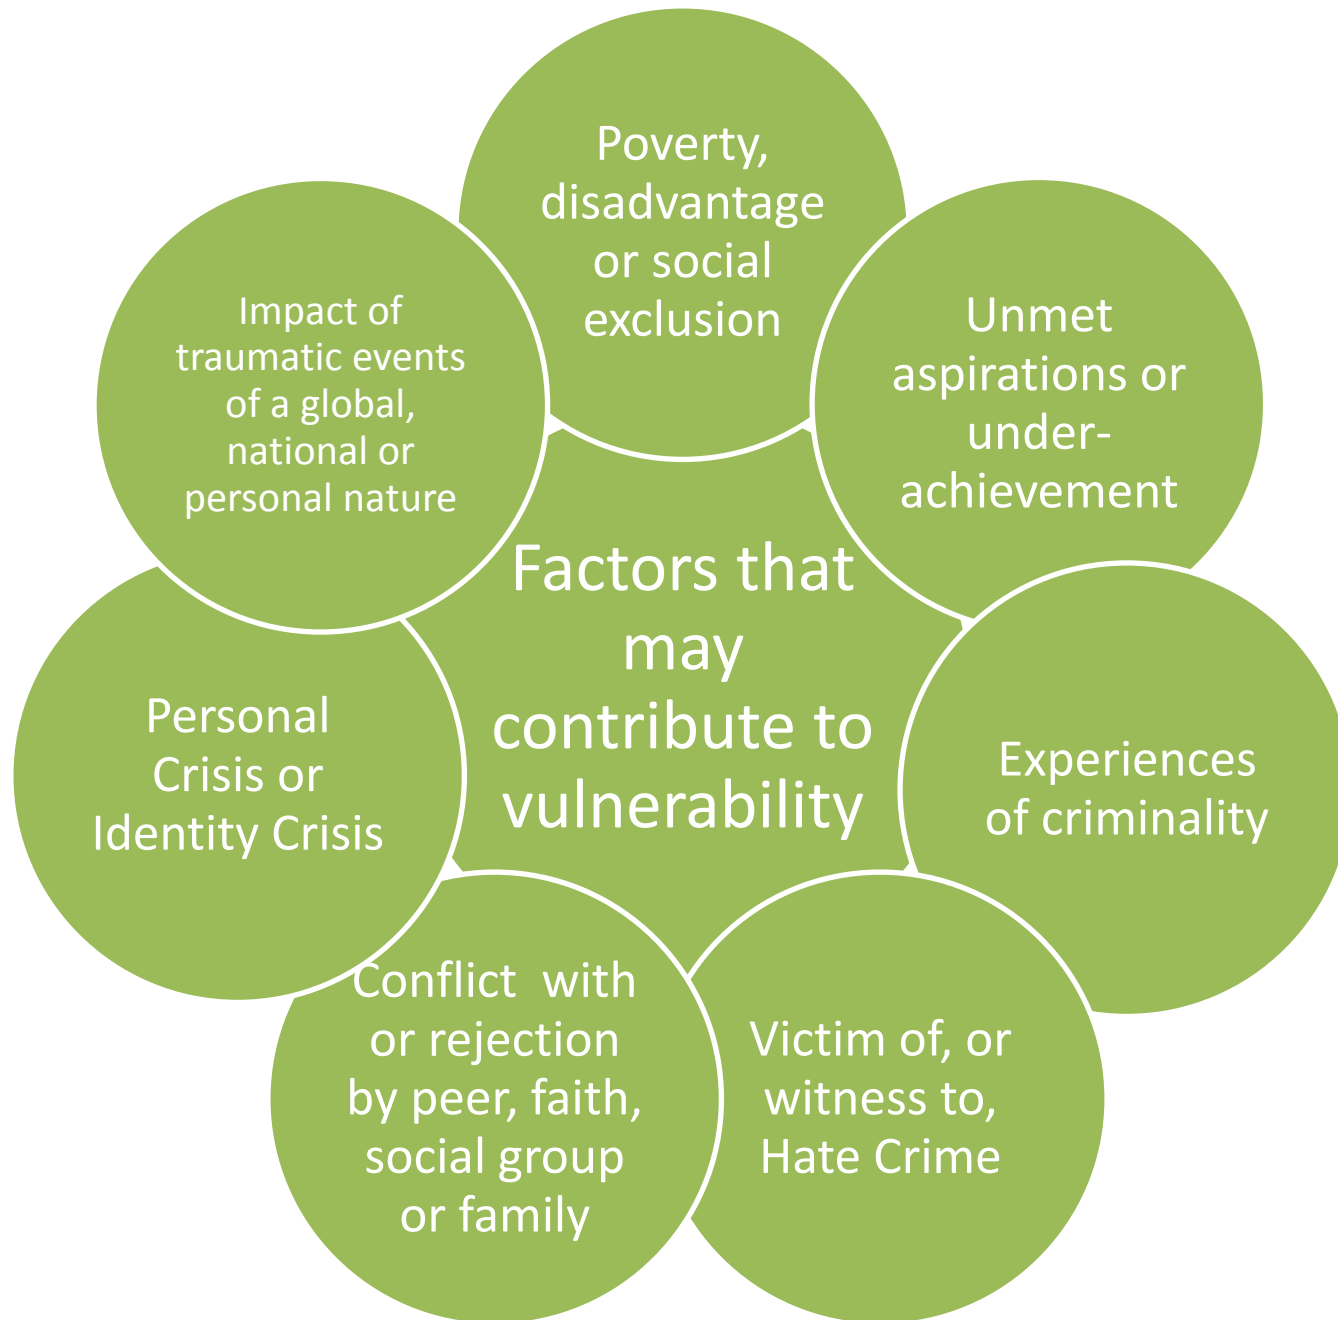 Poverty,
disadvantage
or social
exclusion
Unmet
aspirations or
under-
achievement
Experiences
of criminality
Victim of, or
witness to,
Hate Crime
Conflict  with
or rejection
by peer, faith,
social group
or family
Personal
Crisis or
Identity Crisis
Impact of
traumatic events
of a global,
national or
personal nature
Factors that
may
contribute to
vulnerability